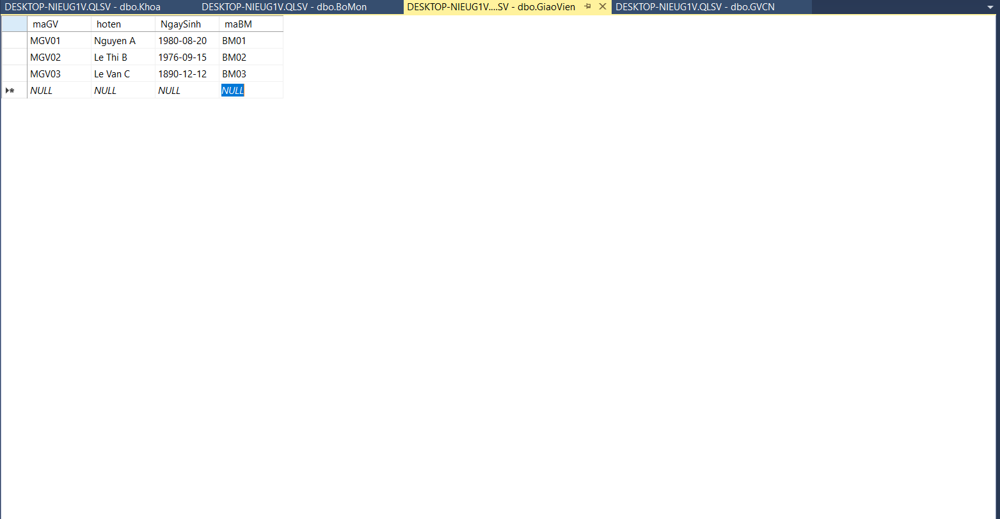 DESKTOP-NIEUG1V.QLSV - dbo.Khoa DESKTOP-NIEUG1V.QLSV - dbo.BoMon DESKTOP-NIEUG1V....SV - dbo.GiaoVien DESKTOP-NIEUG1V.QLSV - dbo.GVCN
maGV hoten NgaySinh maBM
MGV01 Nguyen A 1980-08-20 BM01
MGV02 Le Thi B 1976-09-15 BM02
MGV03 Le Van C 1890-12-12 BM03
NULL NULL NULL NULL